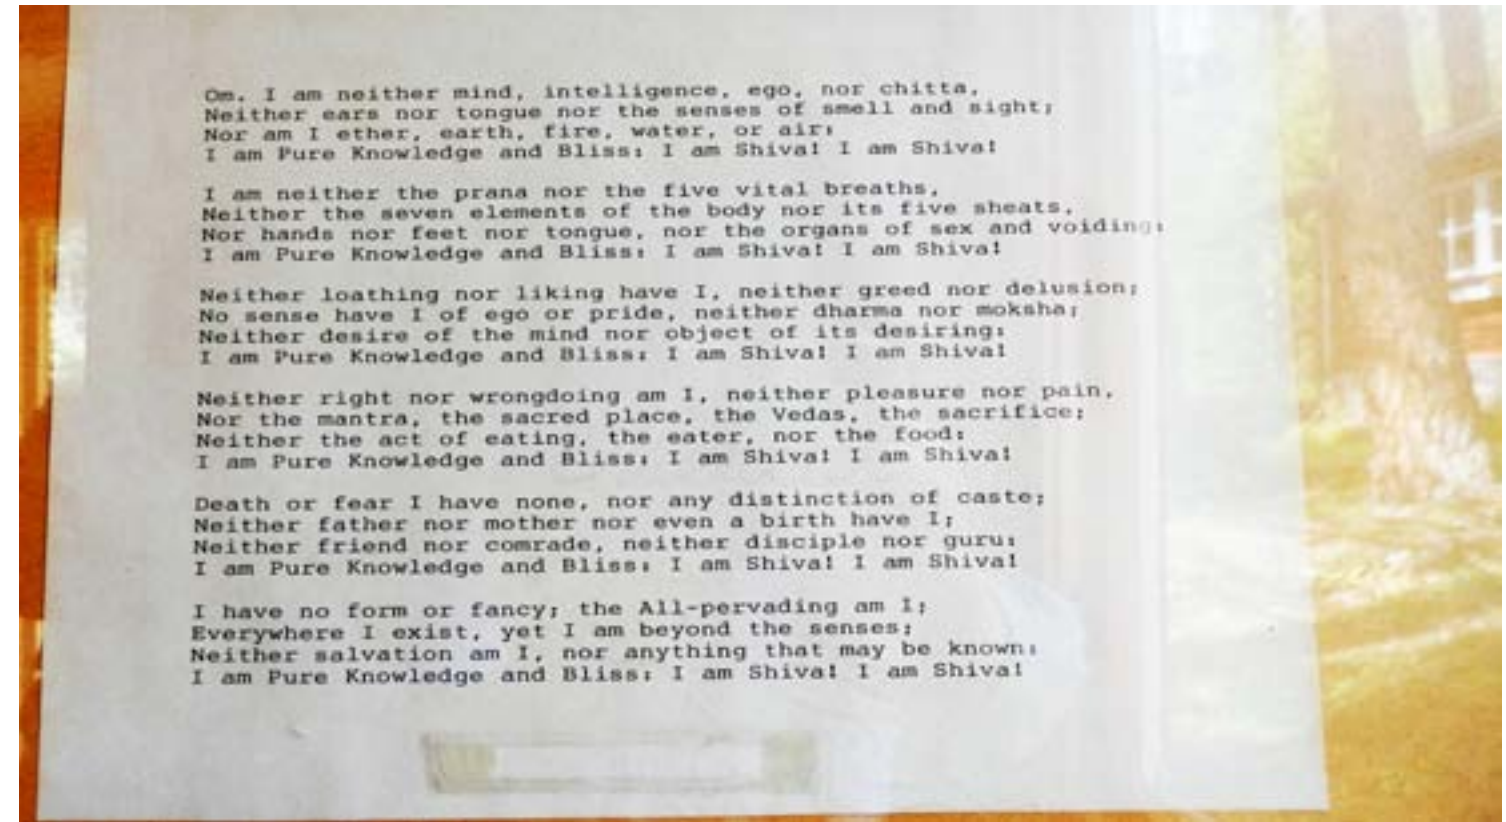 Om. I am neither mind, intelligence, ego, nor chitta,
Neither ears nor tongue nor the senses of smell and sight;
Nor am I ether, earth, fire, water, or air:
I am Pure Knowledge and Bliss: I am Shiva! I am Shiva!
I am neither the prana nor the five vital breaths,
Neither the seven elements of the body nor its five sheats,
Nor hands nor feet nor tongue, nor the organs of sex and voiding:
I am Pure Knowledge and Bliss: I am Shiva! I am Shiva!
Neither loathing nor liking have I, neither greed nor delusion;
No sense have I of ego or pride, neither dharma nor moksha;
Neither desire of the mind nor object of its desiring:
I am Pure Knowledge and Bliss: I am Shiva! I am Shiva!
Neither right nor wrongdoing am I, neither pleasure nor pain,
Nor the mantra, the sacred place, the Vedas, the sacrifice;
Neither the act of eating, the eater, nor the food:
I am Pure Knowledge and Bliss: I am Shiva! I am Shiva!
Death or fear I have none, nor any distinction of caste;
Neither father nor mother nor even a birth have I;
Neither friend nor comrade, neither disciple nor guru:
I am Pure Knowledge and Bliss: I am Shiva! I am Shiva!
I have no form or fancy; the All-pervading am I;
Everywhere I exist, yet I am beyond the senses;
Neither salvation am I, nor anything that may be known:
I am Pure Knowledge and Bliss: I am Shiva! I am Shiva!